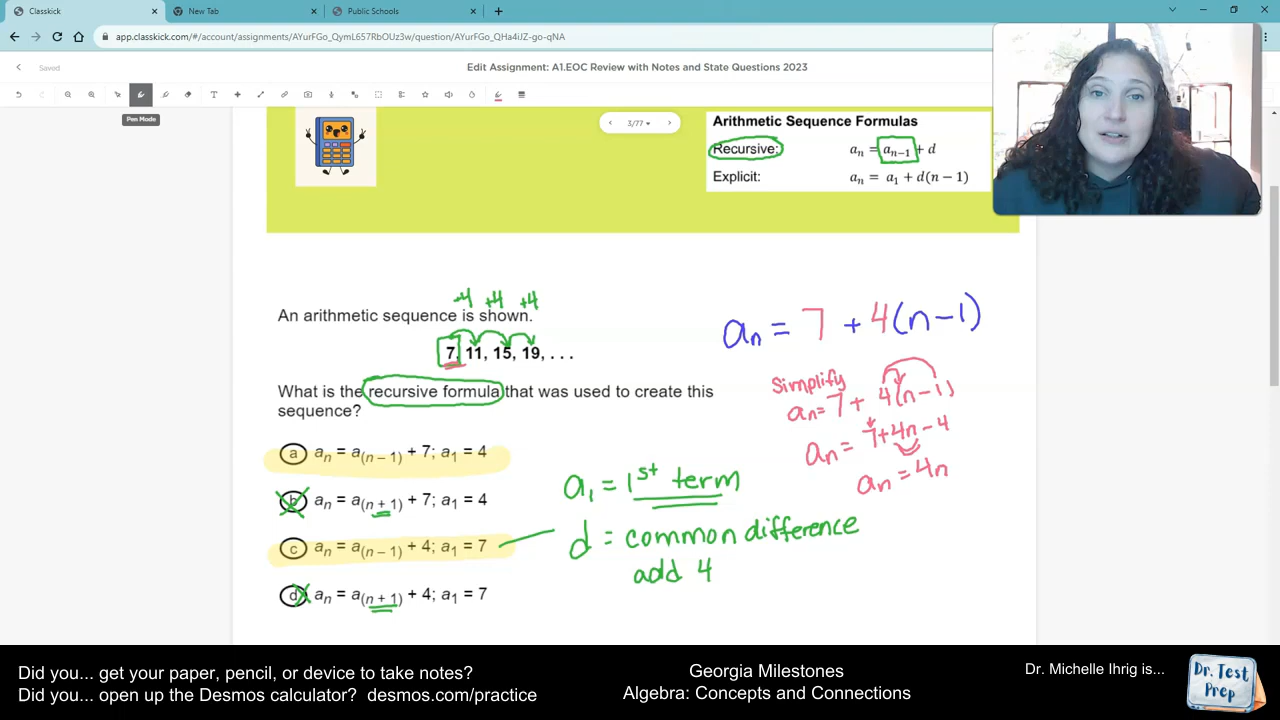 Classkick
New Tab
Public Schools
app.classkick.com/#/account/assignments/AYurFGo_QymL657RbOUz3w/question/AYurFGo_QHa4iJZ-go-qNA
Saved
Edit Assignment: A1.EOC Review with Notes and State Questions 2023
T
Pen Mode
3/77
Arithmetic Sequence Formulas
Recursive: aₙ = aₙ₋₁ + d
Explicit: aₙ = a₁ + d(n − 1)
+4 +4 +4
An arithmetic sequence is shown.
7, 11, 15, 19, . . .
What is the recursive formula that was used to create this
sequence?
a aₙ = a₍ₙ₋₁₎ + 7; a₁ = 4
b aₙ = a₍ₙ₊₁₎ + 7; a₁ = 4
c aₙ = a₍ₙ₋₁₎ + 4; a₁ = 7
d aₙ = a₍ₙ₊₁₎ + 4; a₁ = 7
a₁ = 1st term
d = common difference
add 4
aₙ = 7 + 4(n−1)
Simplify
aₙ= 7 + 4(n−1)
aₙ = 7+4n−4
aₙ = 4n
Did you... get your paper, pencil, or device to take notes?
Did you... open up the Desmos calculator? desmos.com/practice
Georgia Milestones
Algebra: Concepts and Connections
Dr. Michelle Ihrig is...
Dr. Test
Prep